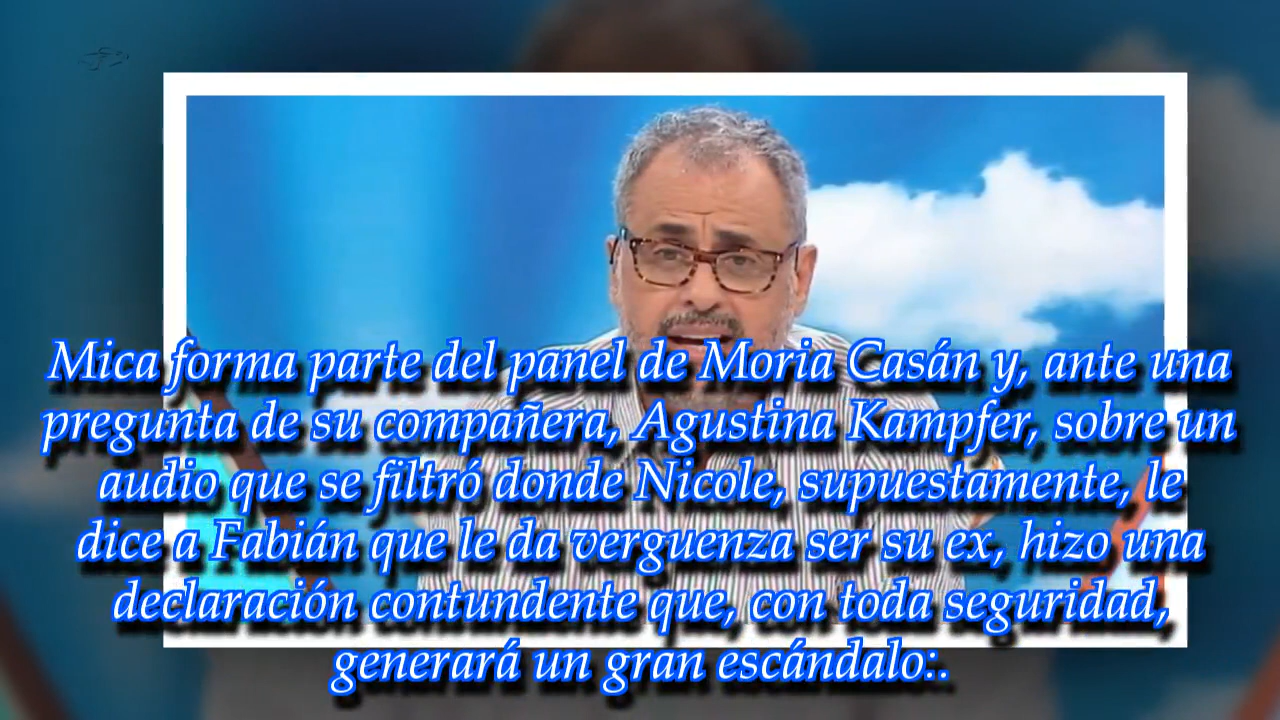 Mica forma parte del panel de Moria Casán y, ante una
pregunta de su compañera, Agustina Kampfer, sobre un
audio que se filtró donde Nicole, supuestamente, le
dice a Fabián que le da verguenza ser su ex, hizo una
declaración contundente que, con toda seguridad,
generará un gran escándalo:.